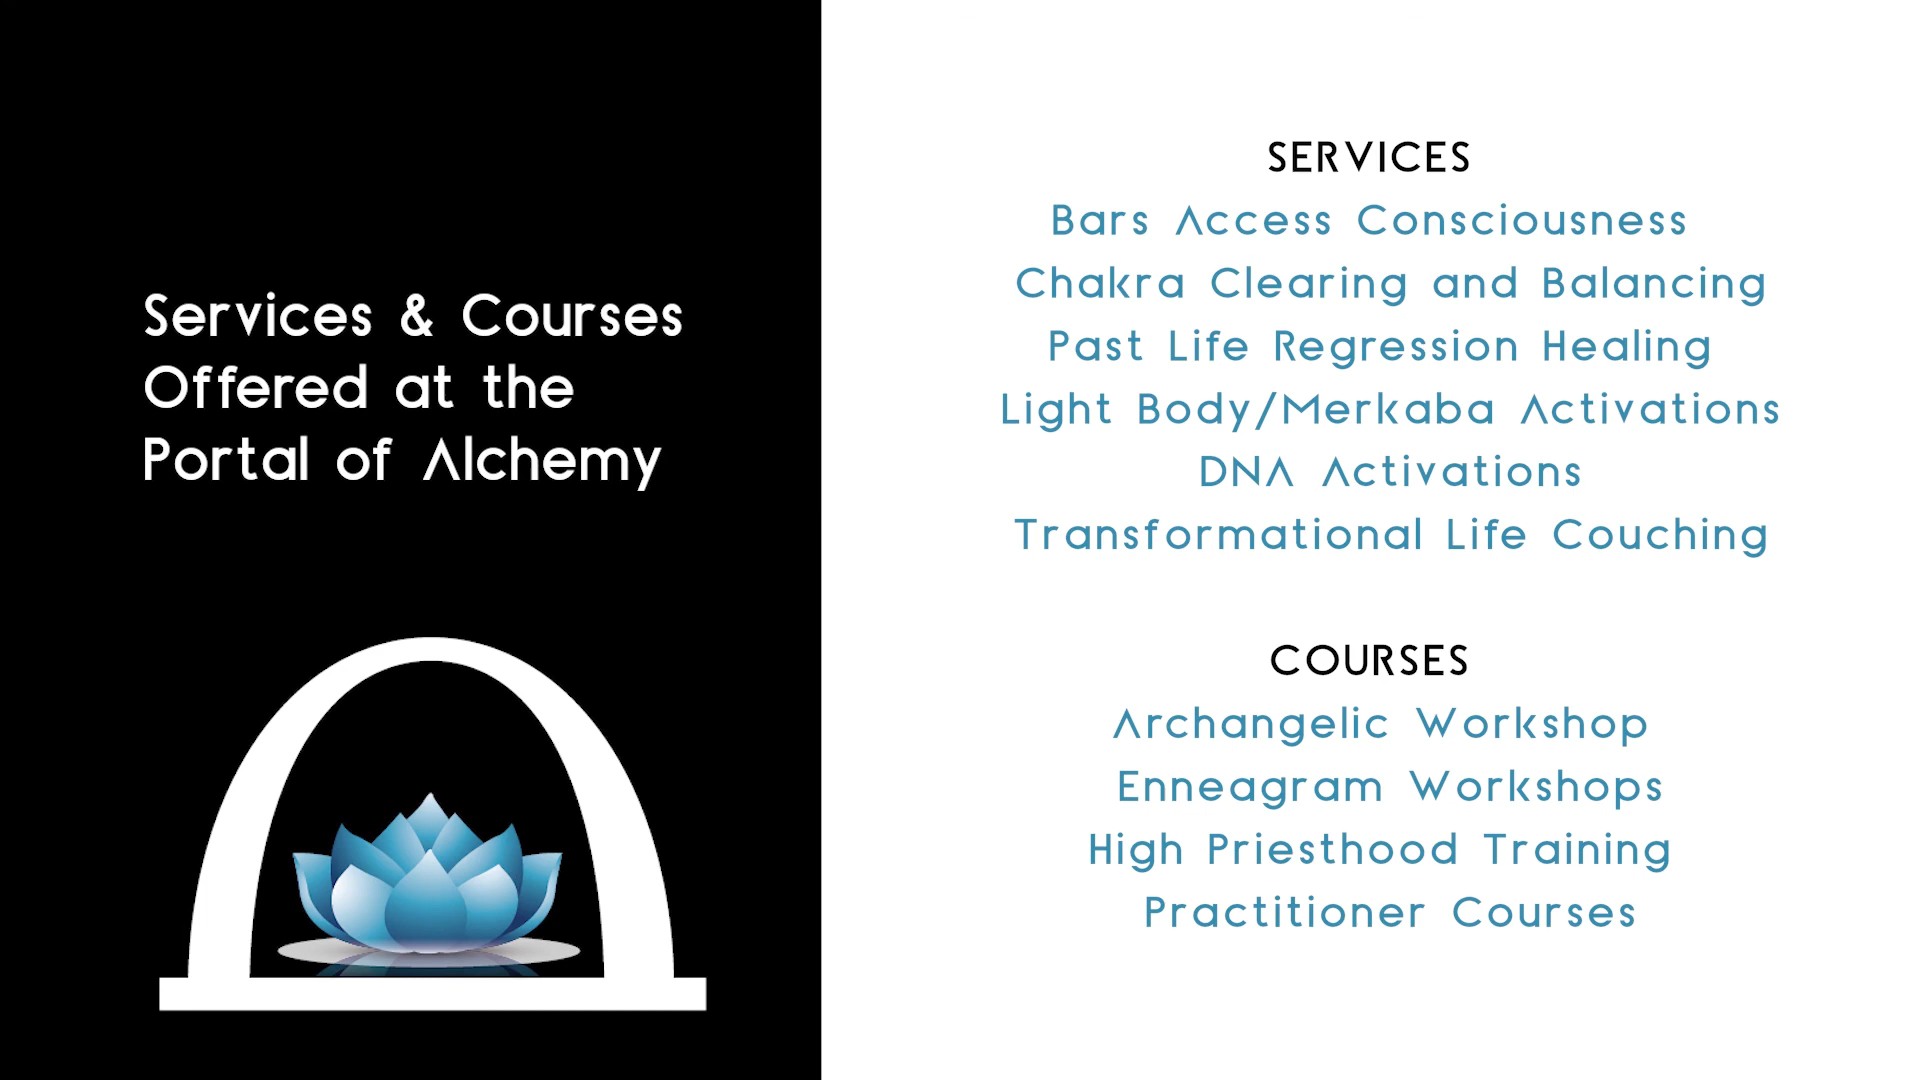 Services & Courses
Offered at the
Portal of Alchemy
SERVICES
Bars Access Consciousness
Chakra Clearing and Balancing
Past Life Regression Healing
Light Body/Merkaba Activations
DNA Activations
Transformational Life Couching
COURSES
Archangelic Workshop
Enneagram Workshops
High Priesthood Training
Practitioner Courses